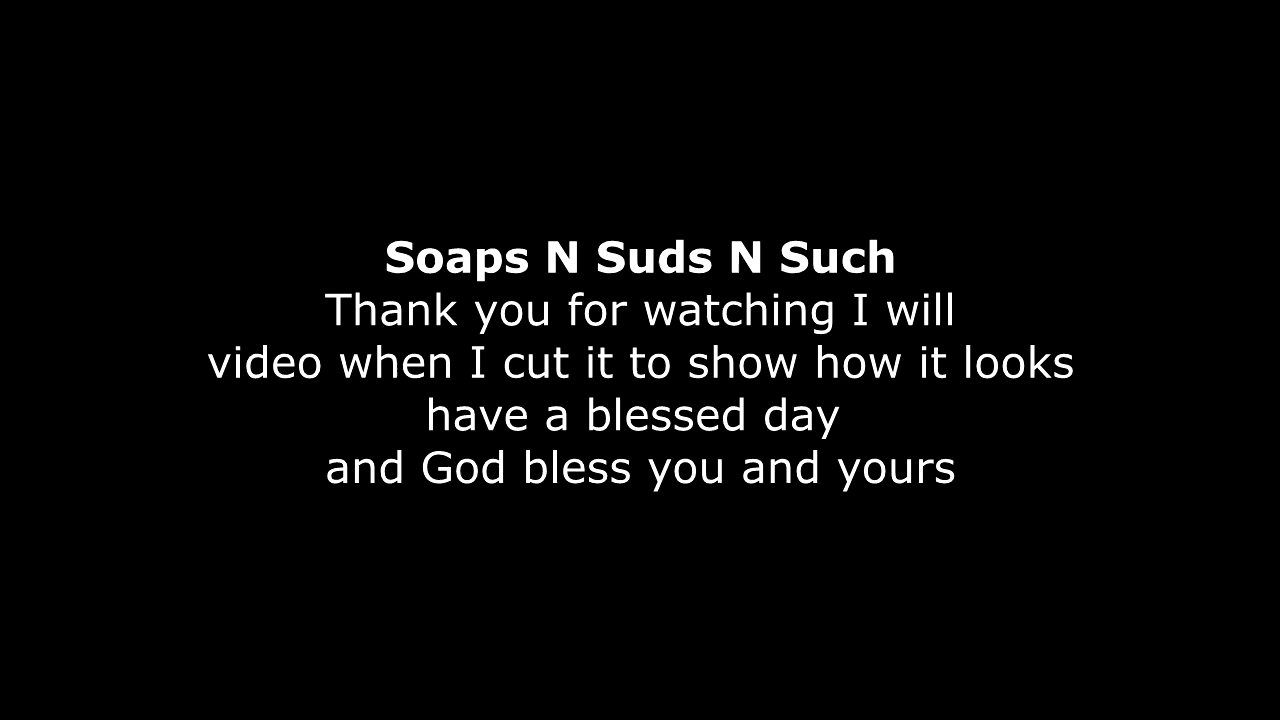 Soaps N Suds N Such
Thank you for watching I will
video when I cut it to show how it looks
have a blessed day
and God bless you and yours